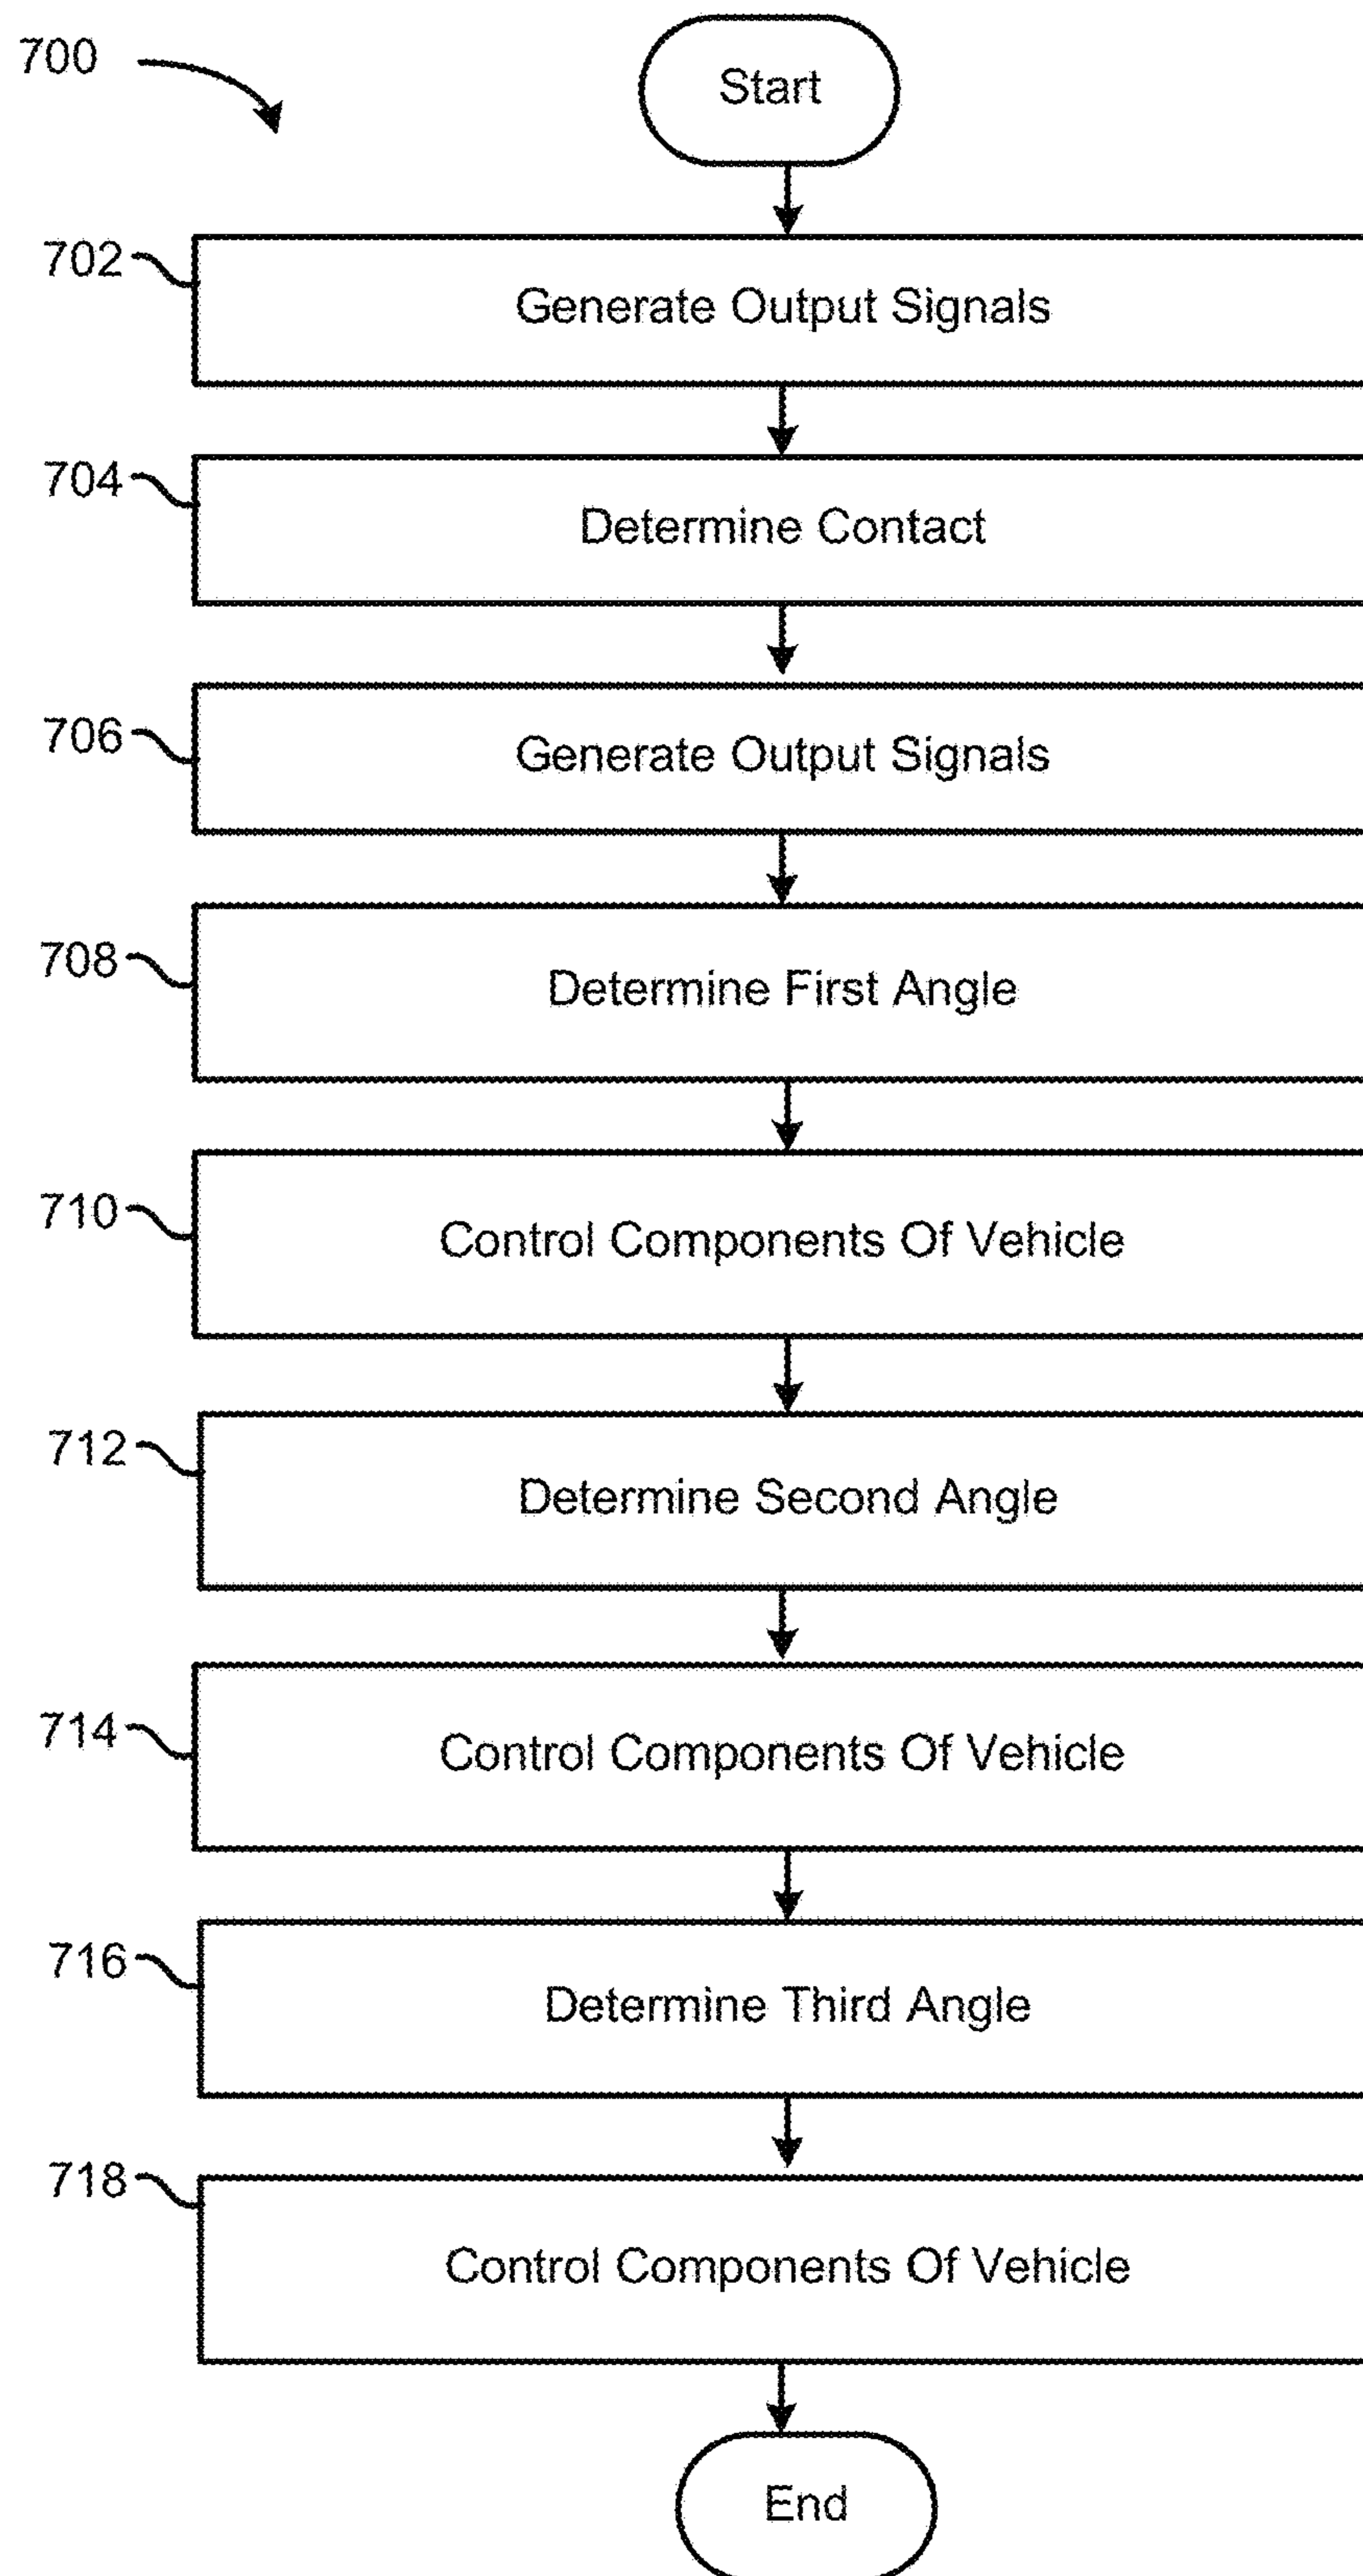 700
Start
702
Generate Output Signals
704
Determine Contact
706
Generate Output Signals
708
Determine First Angle
710
Control Components Of Vehicle
712
Determine Second Angle
714
Control Components Of Vehicle
716
Determine Third Angle
718
Control Components Of Vehicle
End